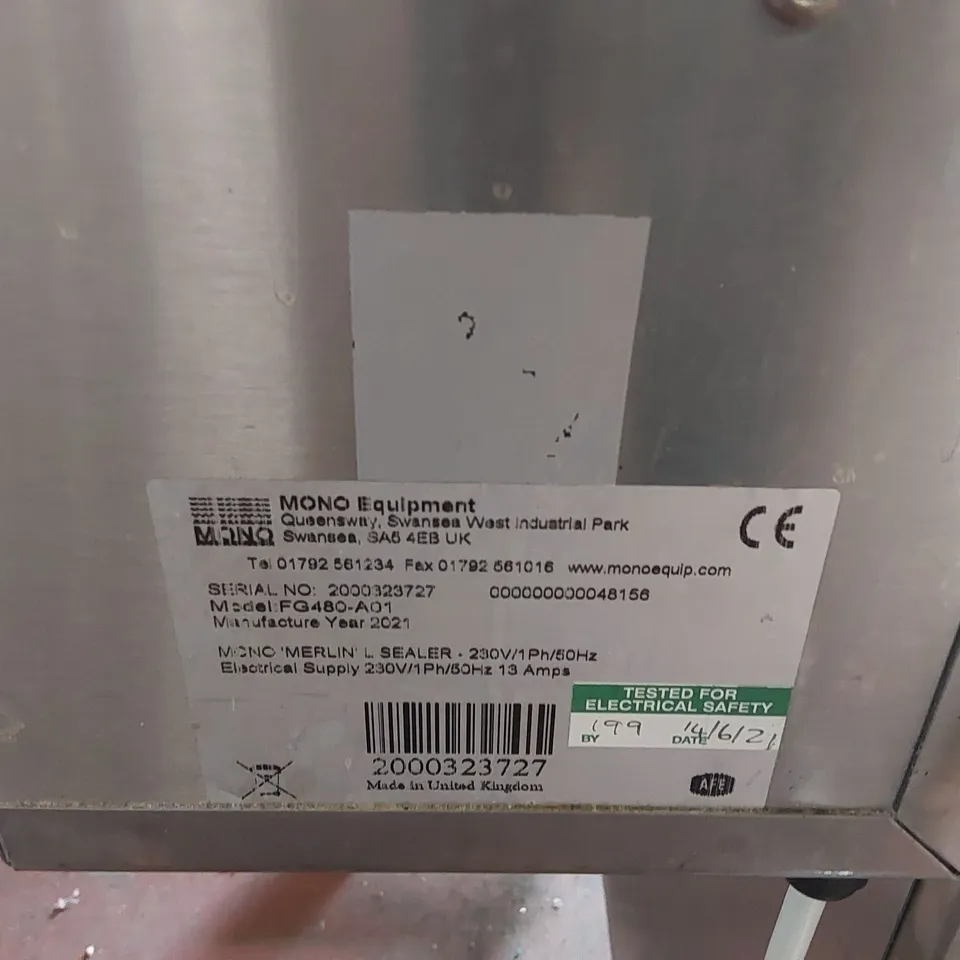 MONO
MONO Equipment
Queensway, Swansea West Industrial Park
Swansea, SA5 4EB UK
CE
Tel 01792 561234 Fax 01792 561016 www.monoequip.com
SERIAL NO: 2000323727 000000000048156
Model:FG480-A01
Manufacture Year 2021
MONO 'MERLIN' L SEALER - 230V/1Ph/50Hz
Electrical Supply 230V/1Ph/50Hz 13 Amps
TESTED FOR
ELECTRICAL SAFETY
BY 199 DATE 14/6/21
2000323727
Made in United Kingdom
AFE